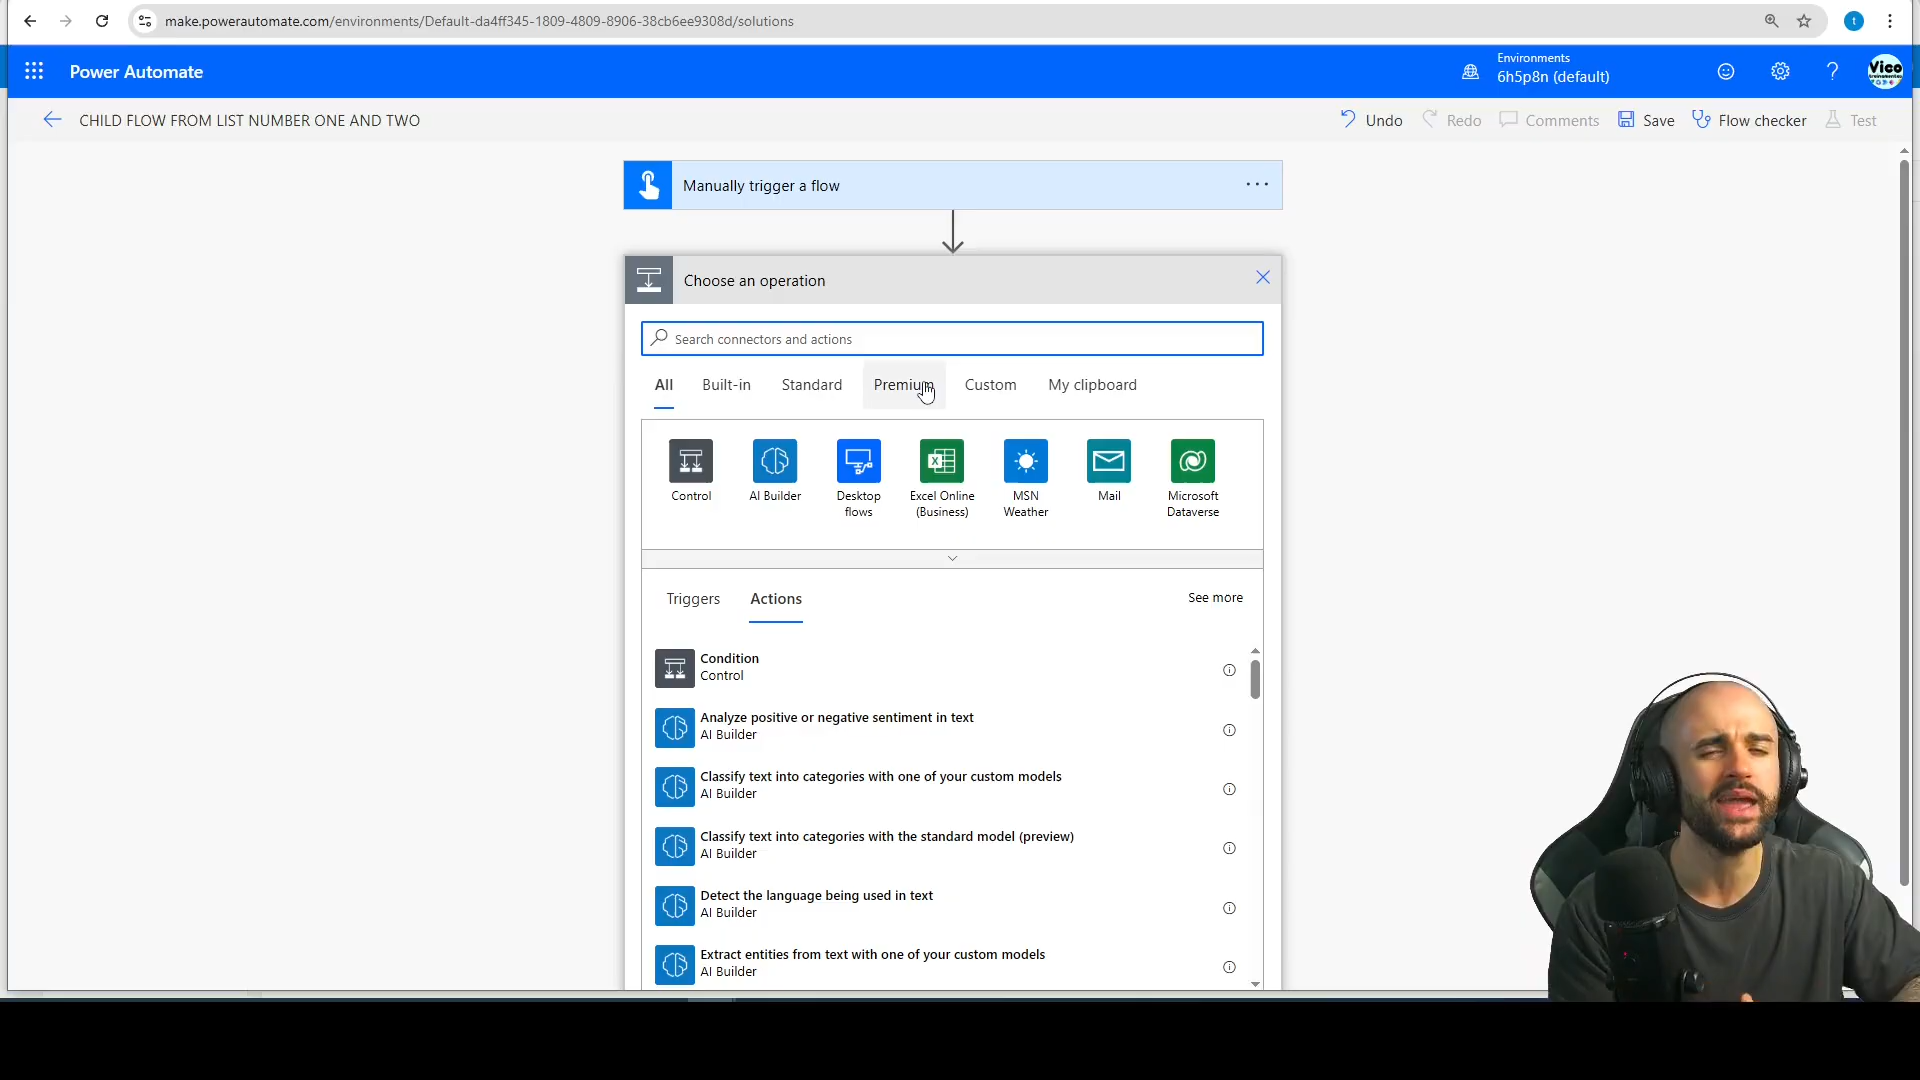 make.powerautomate.com/environments/Default-da4ff345-1809-4809-8906-38cb6ee9308d/solutions
t
Power Automate
Environments
6h5p8n (default)
Vico
CHILD FLOW FROM LIST NUMBER ONE AND TWO
Undo
Redo
Comments
Save
Flow checker
Test
Manually trigger a flow
Choose an operation
Search connectors and actions
All
Built-in
Standard
Premium
Custom
My clipboard
Control
AI Builder
Desktop
flows
Excel Online
(Business)
MSN
Weather
Mail
Microsoft
Dataverse
Triggers
Actions
See more
Condition
Control
Analyze positive or negative sentiment in text
AI Builder
Classify text into categories with one of your custom models
AI Builder
Classify text into categories with the standard model (preview)
AI Builder
Detect the language being used in text
AI Builder
Extract entities from text with one of your custom models
AI Builder